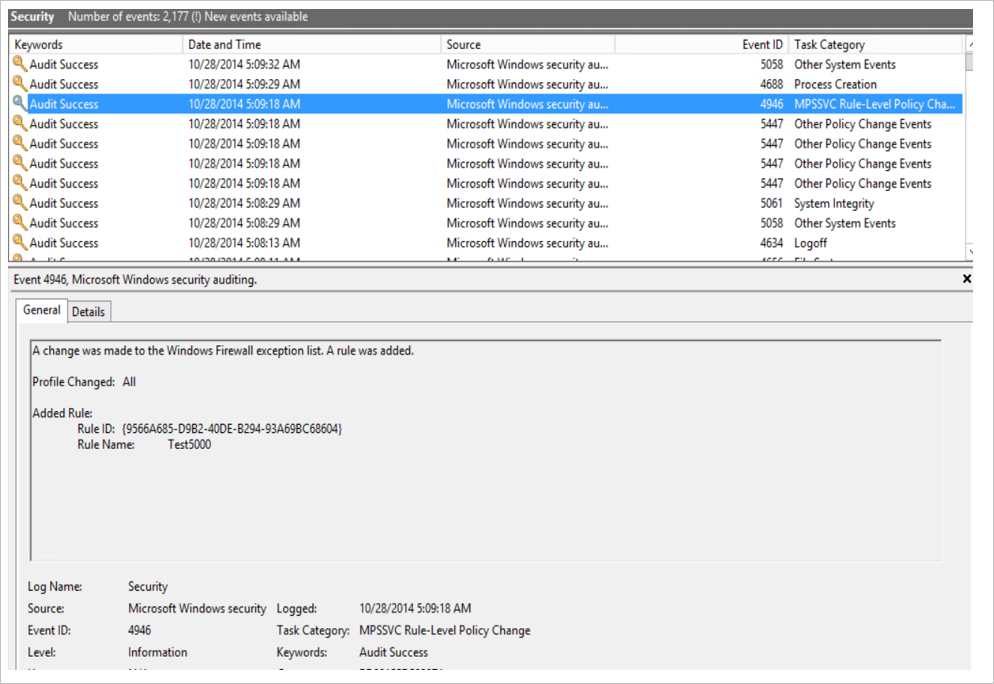 Security Number of events: 2,177 (!) New events available
Keywords Date and Time Source Event ID Task Category
Audit Success 10/28/2014 5:09:32 AM Microsoft Windows security au... 5058 Other System Events
Audit Success 10/28/2014 5:09:29 AM Microsoft Windows security au... 4688 Process Creation
Audit Success 10/28/2014 5:09:18 AM Microsoft Windows security au... 4946 MPSSVC Rule-Level Policy Cha...
Audit Success 10/28/2014 5:09:18 AM Microsoft Windows security au... 5447 Other Policy Change Events
Audit Success 10/28/2014 5:09:18 AM Microsoft Windows security au... 5447 Other Policy Change Events
Audit Success 10/28/2014 5:09:18 AM Microsoft Windows security au... 5447 Other Policy Change Events
Audit Success 10/28/2014 5:09:18 AM Microsoft Windows security au... 5447 Other Policy Change Events
Audit Success 10/28/2014 5:08:29 AM Microsoft Windows security au... 5061 System Integrity
Audit Success 10/28/2014 5:08:29 AM Microsoft Windows security au... 5058 Other System Events
Audit Success 10/28/2014 5:08:13 AM Microsoft Windows security au... 4634 Logoff
Event 4946, Microsoft Windows security auditing.
General Details
A change was made to the Windows Firewall exception list. A rule was added.
Profile Changed: All
Added Rule:
Rule ID: {9566A685-D9B2-40DE-B294-93A69BC68604}
Rule Name: Test5000
Log Name: Security
Source: Microsoft Windows security Logged: 10/28/2014 5:09:18 AM
Event ID: 4946 Task Category: MPSSVC Rule-Level Policy Change
Level: Information Keywords: Audit Success